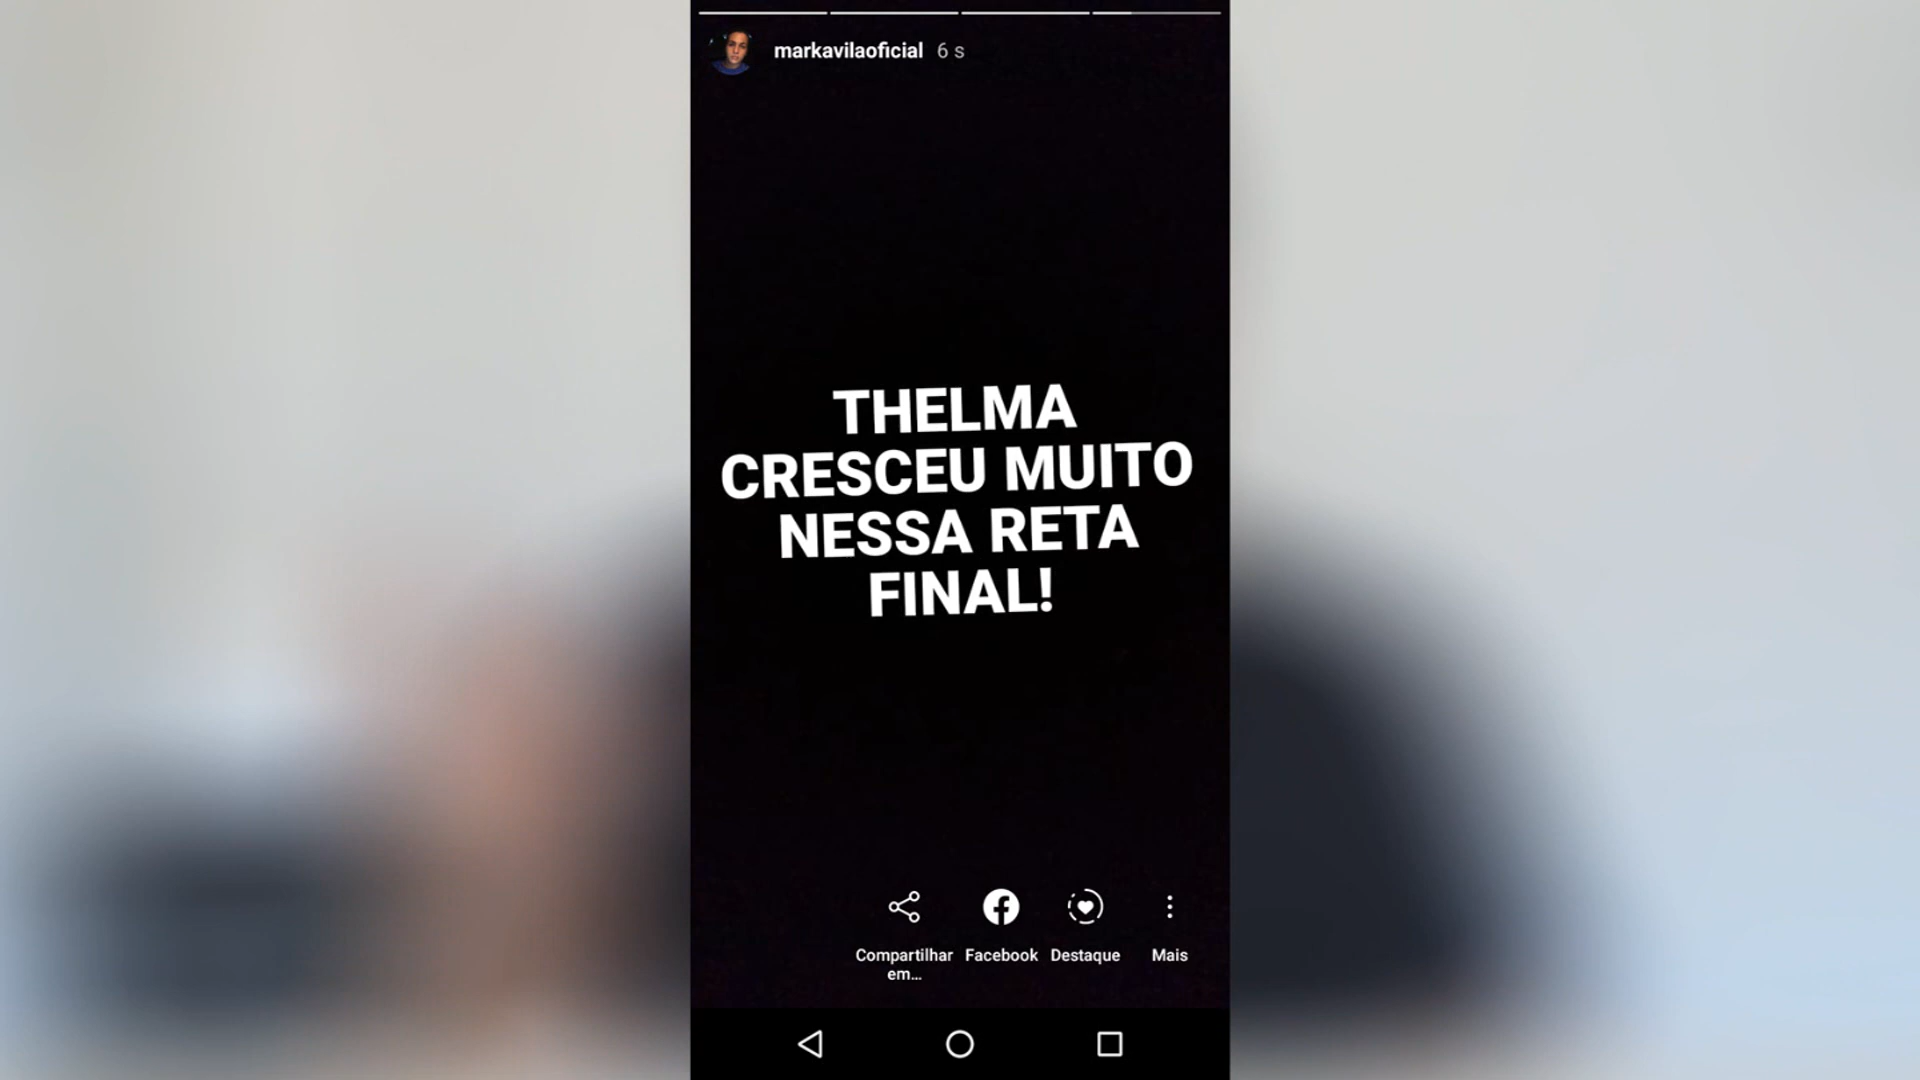 markavilaoficial 6 s
THELMA
CRESCEU MUITO
NESSA RETA
FINAL!
Compartilhar
em...
Facebook
Destaque
Mais